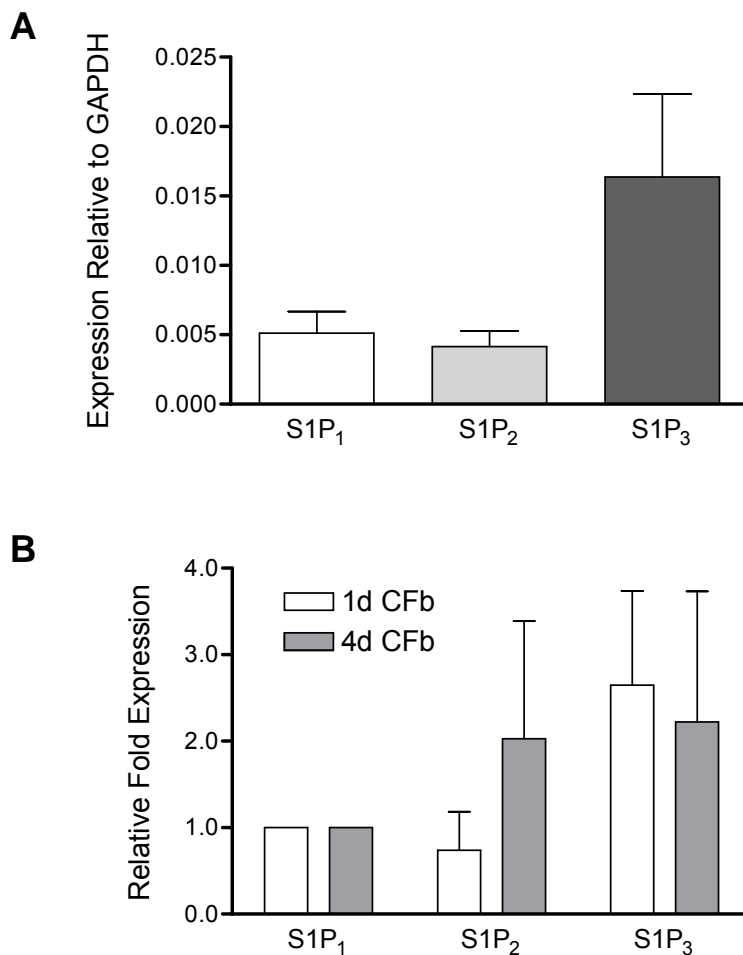 A
Expression Relative to GAPDH
0.025
0.020
0.015
0.010
0.005
0.000
S1P₁ S1P₂ S1P₃
B
Relative Fold Expression
4.0
3.0
2.0
1.0
0.0
1d CFb
4d CFb
S1P₁ S1P₂ S1P₃